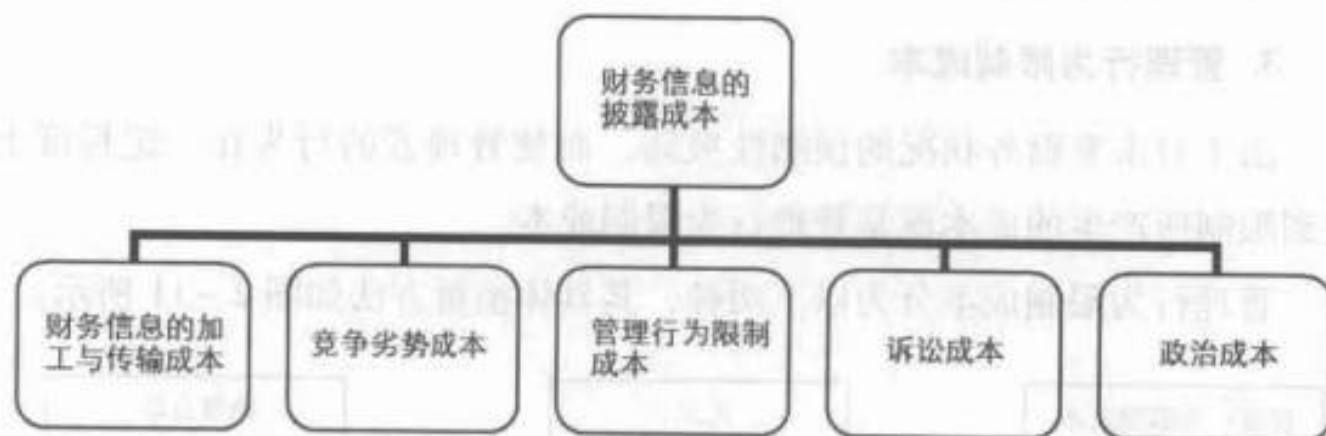 财务信息的
披露成本
财务信息的加
工与传输成本
竞争劣势成本
管理行为限制
成本
诉讼成本
政治成本